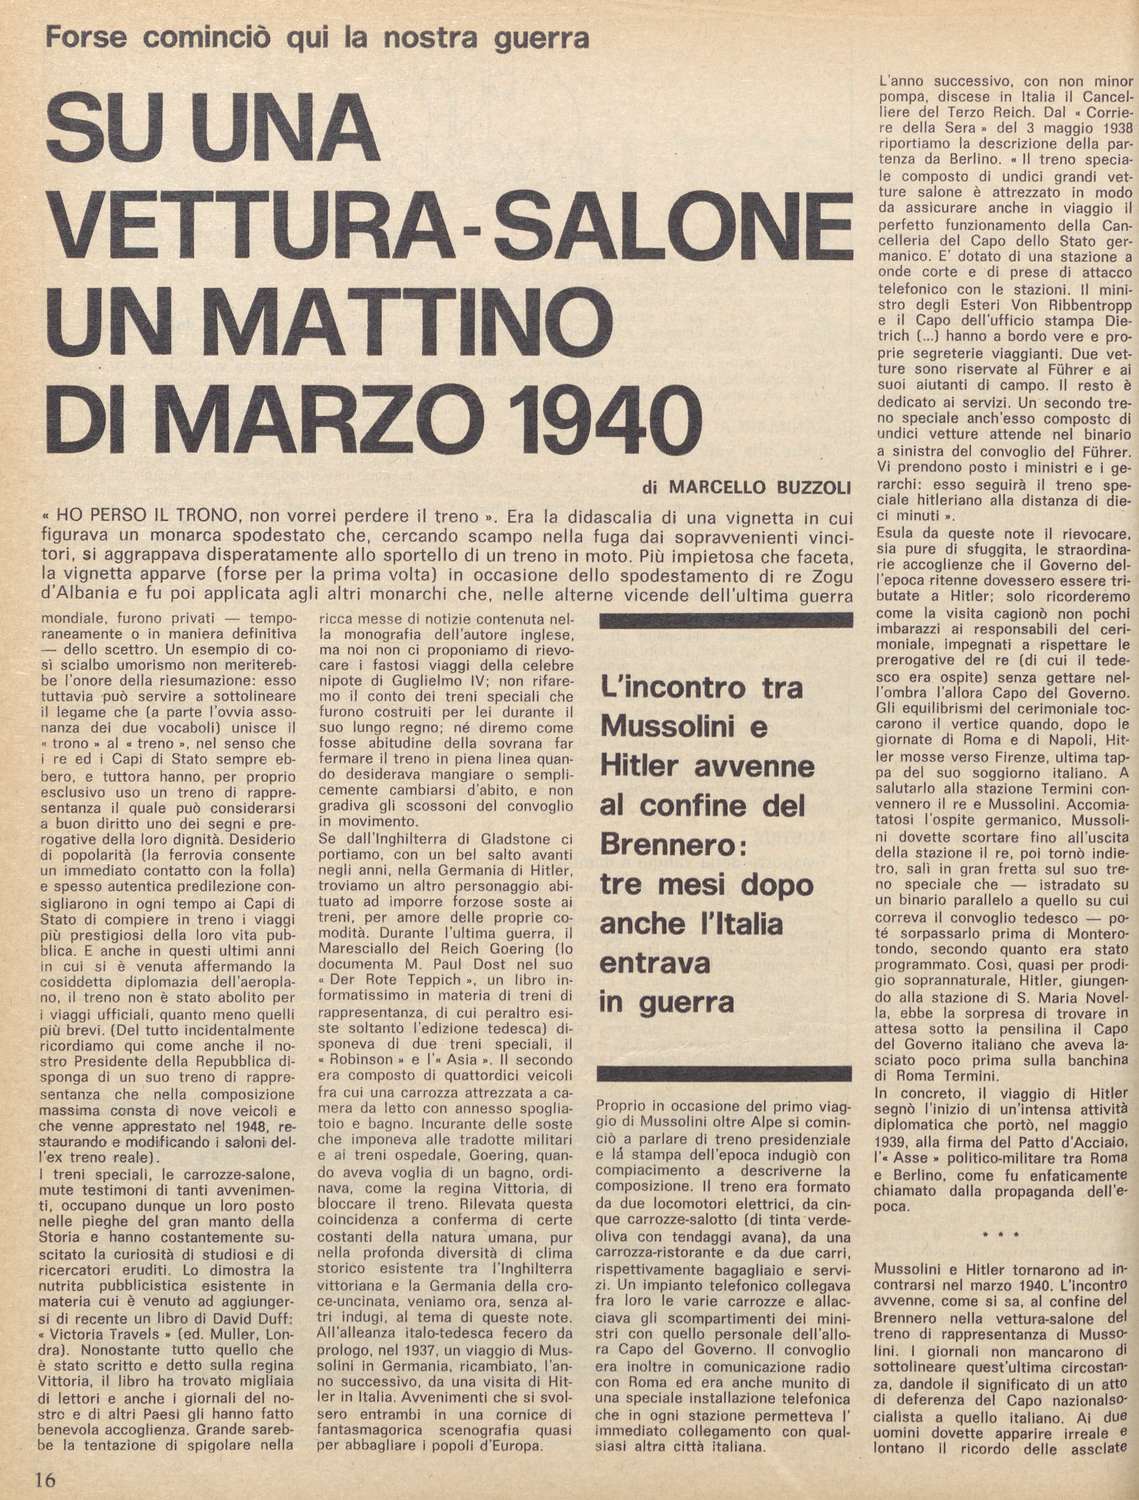 Forse cominciò qui la nostra guerra
SU UNA
VETTURA-SALONE
UN MATTINO
DI MARZO 1940
di MARCELLO BUZZOLI
« HO PERSO IL TRONO, non vorrei perdere il treno ». Era la didascalia di una vignetta in cui
figurava un monarca spodestato che, cercando scampo nella fuga dai sopravvenienti vinci-
tori, si aggrappava disperatamente allo sportello di un treno in moto. Più impietosa che faceta,
la vignetta apparve (forse per la prima volta) in occasione dello spodestamento di re Zogu
d'Albania e fu poi applicata agli altri monarchi che, nelle alterne vicende dell'ultima guerra
mondiale, furono privati — tempo-
raneamente o in maniera definitiva
— dello scettro. Un esempio di co-
sì scialbo umorismo non meritereb-
be l'onore della riesumazione: esso
tuttavia può servire a sottolineare
il legame che (a parte l'ovvia asso-
nanza dei due vocaboli) unisce il
« trono » al « treno », nel senso che
i re ed i Capi di Stato sempre eb-
bero, e tuttora hanno, per proprio
esclusivo uso un treno di rappre-
sentanza il quale può considerarsi
a buon diritto uno dei segni e pre-
rogative della loro dignità. Desiderio
di popolarità (la ferrovia consente
un immediato contatto con la folla)
e spesso autentica predilezione con-
sigliarono in ogni tempo ai Capi di
Stato di compiere in treno i viaggi
più prestigiosi della loro vita pub-
blica. E anche in questi ultimi anni
in cui si è venuta affermando la
cosiddetta diplomazia dell'aeropla-
no, il treno non è stato abolito per
i viaggi ufficiali, quanto meno quelli
più brevi. (Del tutto incidentalmente
ricordiamo qui come anche il no-
stro Presidente della Repubblica di-
sponga di un suo treno di rappre-
sentanza che nella composizione
massima consta di nove veicoli e
che venne apprestato nel 1948, re-
staurando e modificando i saloni del-
l'ex treno reale).
I treni speciali, le carrozze-salone,
mute testimoni di tanti avvenimen-
ti, occupano dunque un loro posto
nelle pieghe del gran manto della
Storia e hanno costantemente su-
scitato la curiosità di studiosi e di
ricercatori eruditi. Lo dimostra la
nutrita pubblicistica esistente in
materia cui è venuto ad aggiunger-
si di recente un libro di David Duff:
« Victoria Travels » (ed. Muller, Lon-
dra). Nonostante tutto quello che
è stato scritto e detto sulla regina
Vittoria, il libro ha trovato migliaia
di lettori e anche i giornali del no-
stro e di altri Paesi gli hanno fatto
benevola accoglienza. Grande sareb-
be la tentazione di spigolare nella
ricca messe di notizie contenuta nel-
la monografia dell'autore inglese,
ma noi non ci proponiamo di rievo-
care i fastosi viaggi della celebre
nipote di Guglielmo IV; non rifare-
mo il conto dei treni speciali che
furono costruiti per lei durante il
suo lungo regno; né diremo come
fosse abitudine della sovrana far
fermare il treno in piena linea quan-
do desiderava mangiare o sempli-
cemente cambiarsi d'abito, e non
gradiva gli scossoni del convoglio
in movimento.
Se dall'Inghilterra di Gladstone ci
portiamo, con un bel salto avanti
negli anni, nella Germania di Hitler,
troviamo un altro personaggio abi-
tuato ad imporre forzose soste ai
treni, per amore delle proprie co-
modità. Durante l'ultima guerra, il
Maresciallo del Reich Goering (lo
documenta M. Paul Dost nel suo
« Der Rote Teppich », un libro in-
formatissimo in materia di treni di
rappresentanza, di cui peraltro esi-
ste soltanto l'edizione tedesca) di-
sponeva di due treni speciali, il
« Robinson » e l'« Asia ». Il secondo
era composto di quattordici veicoli
fra cui una carrozza attrezzata a ca-
mera da letto con annesso spoglia-
toio e bagno. Incurante delle soste
che imponeva alle tradotte militari
e ai treni ospedale, Goering, quan-
do aveva voglia di un bagno, ordi-
nava, come la regina Vittoria, di
bloccare il treno. Rilevata questa
coincidenza a conferma di certe
costanti della natura umana, pur
nella profonda diversità di clima
storico esistente tra l'Inghilterra
vittoriana e la Germania della cro-
ce-uncinata, veniamo ora, senza al-
tri indugi, al tema di queste note.
All'alleanza italo-tedesca fecero da
prologo, nel 1937, un viaggio di Mus-
solini in Germania, ricambiato, l'an-
no successivo, da una visita di Hit-
ler in Italia. Avvenimenti che si svol-
sero entrambi in una cornice di
fantasmagorica scenografia quasi
per abbagliare i popoli d'Europa.
L'incontro tra
Mussolini e
Hitler avvenne
al confine del
Brennero:
tre mesi dopo
anche l'Italia
entrava
in guerra
Proprio in occasione del primo viag-
gio di Mussolini oltre Alpe si comin-
ciò a parlare di treno presidenziale
e la stampa dell'epoca indugiò con
compiacimento a descriverne la
composizione. Il treno era formato
da due locomotori elettrici, da cin-
que carrozze-salotto (di tinta verde-
oliva con tendaggi avana), da una
carrozza-ristorante e da due carri,
rispettivamente bagagliaio e servi-
zi. Un impianto telefonico collegava
fra loro le varie carrozze e allac-
ciava gli scompartimenti dei mini-
stri con quello personale dell'allo-
ra Capo del Governo. Il convoglio
era inoltre in comunicazione radio
con Roma ed era anche munito di
una speciale installazione telefonica
che in ogni stazione permetteva l'
immediato collegamento con qual-
siasi altra città italiana.
L'anno successivo, con non minor
pompa, discese in Italia il Cancel-
liere del Terzo Reich. Dal « Corrie-
re della Sera » del 3 maggio 1938
riportiamo la descrizione della par-
tenza da Berlino. « Il treno specia-
le composto di undici grandi vet-
ture salone è attrezzato in modo
da assicurare anche in viaggio il
perfetto funzionamento della Can-
celleria del Capo dello Stato ger-
manico. E' dotato di una stazione a
onde corte e di prese di attacco
telefonico con le stazioni. Il mini-
stro degli Esteri Von Ribbentropp
e il Capo dell'ufficio stampa Die-
trich (...) hanno a bordo vere e pro-
prie segreterie viaggianti. Due vet-
ture sono riservate al Führer e ai
suoi aiutanti di campo. Il resto è
dedicato ai servizi. Un secondo tre-
no speciale anch'esso composto di
undici vetture attende nel binario
a sinistra del convoglio del Führer.
Vi prendono posto i ministri e i ge-
rarchi: esso seguirà il treno spe-
ciale hitleriano alla distanza di die-
ci minuti ».
Esula da queste note il rievocare,
sia pure di sfuggita, le straordina-
rie accoglienze che il Governo del-
l'epoca ritenne dovessero essere tri-
butate a Hitler; solo ricorderemo
come la visita cagionò non pochi
imbarazzi ai responsabili del ceri-
moniale, impegnati a rispettare le
prerogative del re (di cui il tede-
sco era ospite) senza gettare nel-
l'ombra l'allora Capo del Governo.
Gli equilibrismi del cerimoniale toc-
carono il vertice quando, dopo le
giornate di Roma e di Napoli, Hit-
ler mosse verso Firenze, ultima tap-
pa del suo soggiorno italiano. A
salutarlo alla stazione Termini con-
vennero il re e Mussolini. Accomia-
tatosi l'ospite germanico, Mussoli-
ni dovette scortare fino all'uscita
della stazione il re, poi tornò indie-
tro, salì in gran fretta sul suo tre-
no speciale che — istradato su
un binario parallelo a quello su cui
correva il convoglio tedesco — po-
té sorpassarlo prima di Montero-
tondo, secondo quanto era stato
programmato. Così, quasi per prodi-
gio soprannaturale, Hitler, giungen-
do alla stazione di S. Maria Novel-
la, ebbe la sorpresa di trovare in
attesa sotto la pensilina il Capo
del Governo italiano che aveva la-
sciato poco prima sulla banchina
di Roma Termini.
In concreto, il viaggio di Hitler
segnò l'inizio di un'intensa attività
diplomatica che portò, nel maggio
1939, alla firma del Patto d'Acciaio,
l'« Asse » politico-militare tra Roma
e Berlino, come fu enfaticamente
chiamato dalla propaganda dell'e-
poca.
* * *
Mussolini e Hitler tornarono ad in-
contrarsi nel marzo 1940. L'incontro
avvenne, come si sa, al confine del
Brennero nella vettura-salone del
treno di rappresentanza di Musso-
lini. I giornali non mancarono di
sottolineare quest'ultima circostan-
za, dandole il significato di un atto
di deferenza del Capo nazionalso-
cialista a quello italiano. Ai due
uomini dovette apparire irreale e
lontano il ricordo delle assolate
16